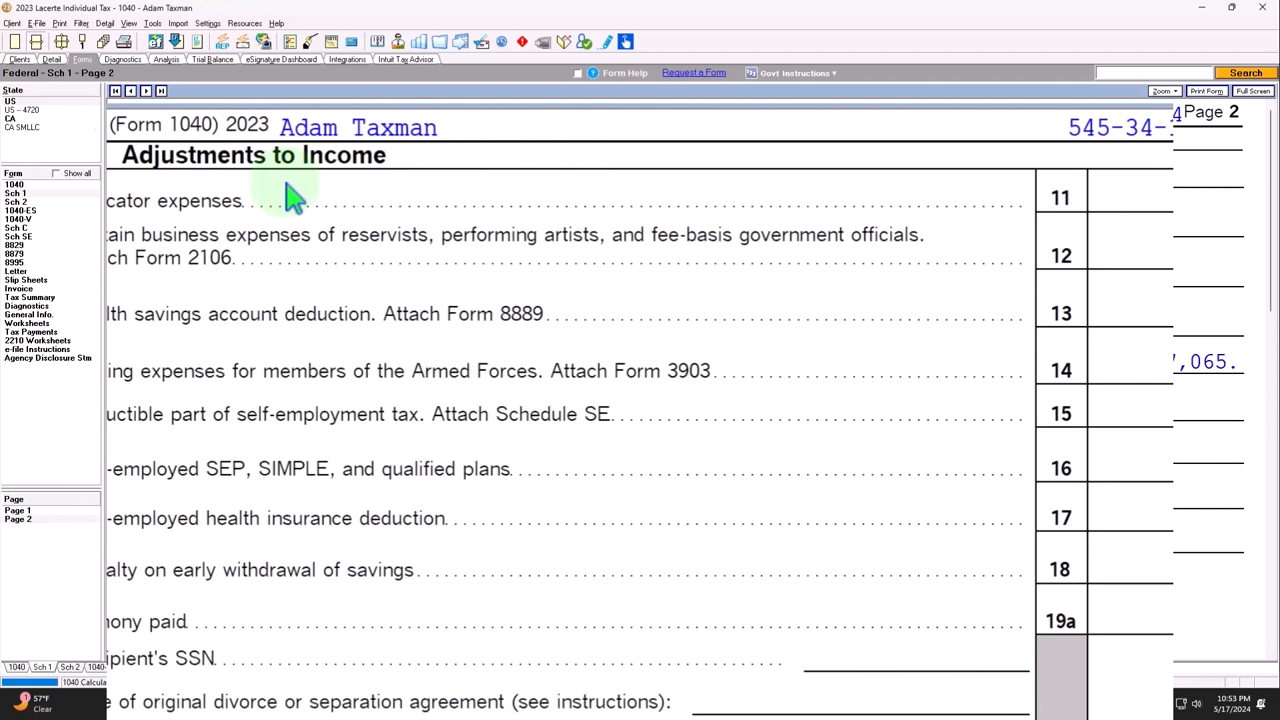 2023 Lacerte Individual Tax - 1040 - Adam Taxman
Client E-File Print Filter Detail View Tools Import Settings Resources Help
Clients Detail Forms Diagnostics Analysis Trial Balance eSignature Dashboard Integrations Intuit Tax Advisor
Federal - Sch 1 - Page 2
Form Help Request a Form Govt Instructions Search
State
US
US - 4720
CA
CA SMLLC
Zoom Print Form Full Screen
Form Show all
1040
Sch 1
Sch 2
1040-ES
1040-V
Sch C
Sch SE
8829
8879
8995
Letter
Slip Sheets
Invoice
Tax Summary
Diagnostics
General Info.
Worksheets
Tax Payments
2210 Worksheets
e-file Instructions
Agency Disclosure Stm
Page
Page 1
Page 2
1040 Sch 1 Sch 2 1040-
1040 Calcula
57°F
Clear
(Form 1040) 2023 Adam Taxman 545-34-
Page 2
Adjustments to Income
cator expenses 11
tain business expenses of reservists, performing artists, and fee-basis government officials.
ch Form 2106 12
lth savings account deduction. Attach Form 8889 13
ing expenses for members of the Armed Forces. Attach Form 3903 14
,065.
uctible part of self-employment tax. Attach Schedule SE 15
-employed SEP, SIMPLE, and qualified plans 16
-employed health insurance deduction 17
alty on early withdrawal of savings 18
mony paid 19a
ipient's SSN
e of original divorce or separation agreement (see instructions):
10:53 PM
5/17/2024